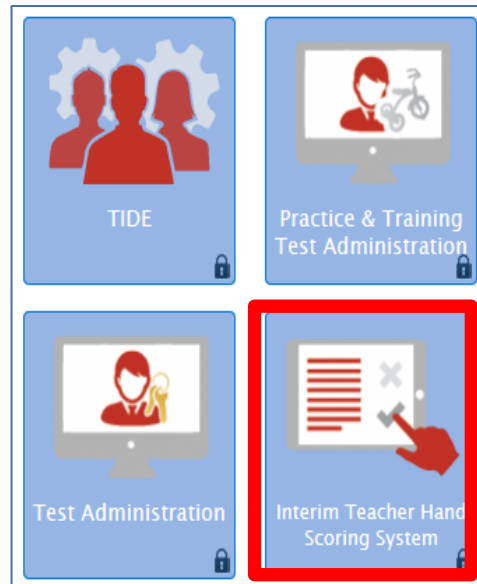 TIDE
Practice & Training
Test Administration
Test Administration
Interim Teacher Hand
Scoring System